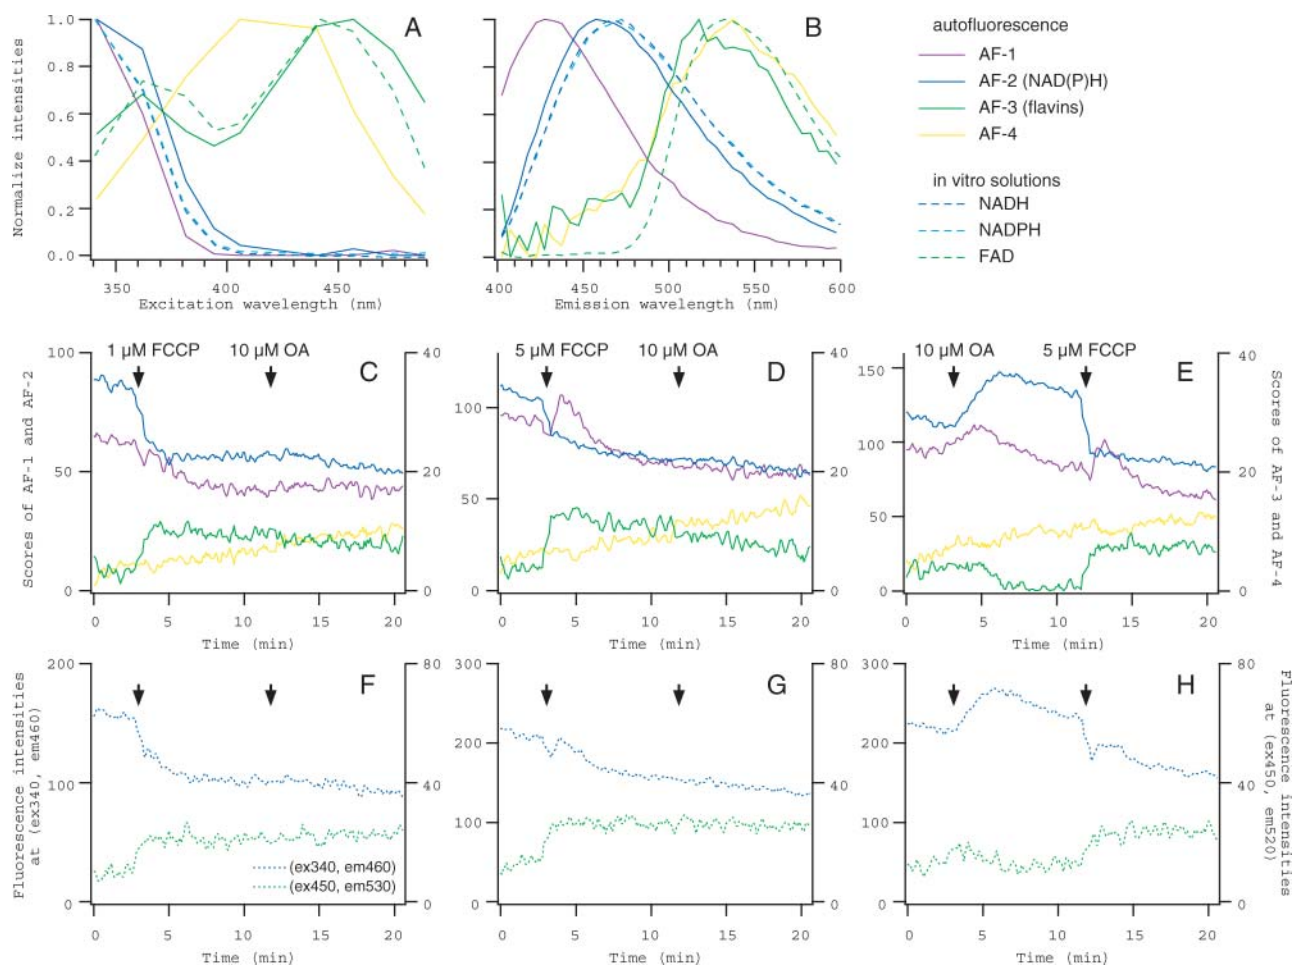 A
1.0
0.8
0.6
0.4
0.2
0.0
Normalize intensities
350
400
450
Excitation wavelength (nm)
B
400
450
500
550
600
Emission wavelength (nm)
autofluorescence
AF-1
AF-2 (NAD(P)H)
AF-3 (flavins)
AF-4
in vitro solutions
NADH
NADPH
FAD
1 µM FCCP
10 µM OA
C
100
50
0
40
20
0
Scores of AF-1 and AF-2
0
5
10
15
20
Time (min)
5 µM FCCP
10 µM OA
D
100
50
0
40
20
0
0
5
10
15
20
Time (min)
10 µM OA
5 µM FCCP
E
150
100
50
0
40
20
0
Scores of AF-3 and AF-4
0
5
10
15
20
Time (min)
F
200
100
0
80
40
0
Fluorescence intensities
at (ex340, em460)
(ex340, em460)
(ex450, em530)
0
5
10
15
20
Time (min)
G
300
200
100
0
80
40
0
0
5
10
15
20
Time (min)
H
300
200
100
0
80
40
0
Fluorescence intensities
at (ex450, em520)
0
5
10
15
20
Time (min)